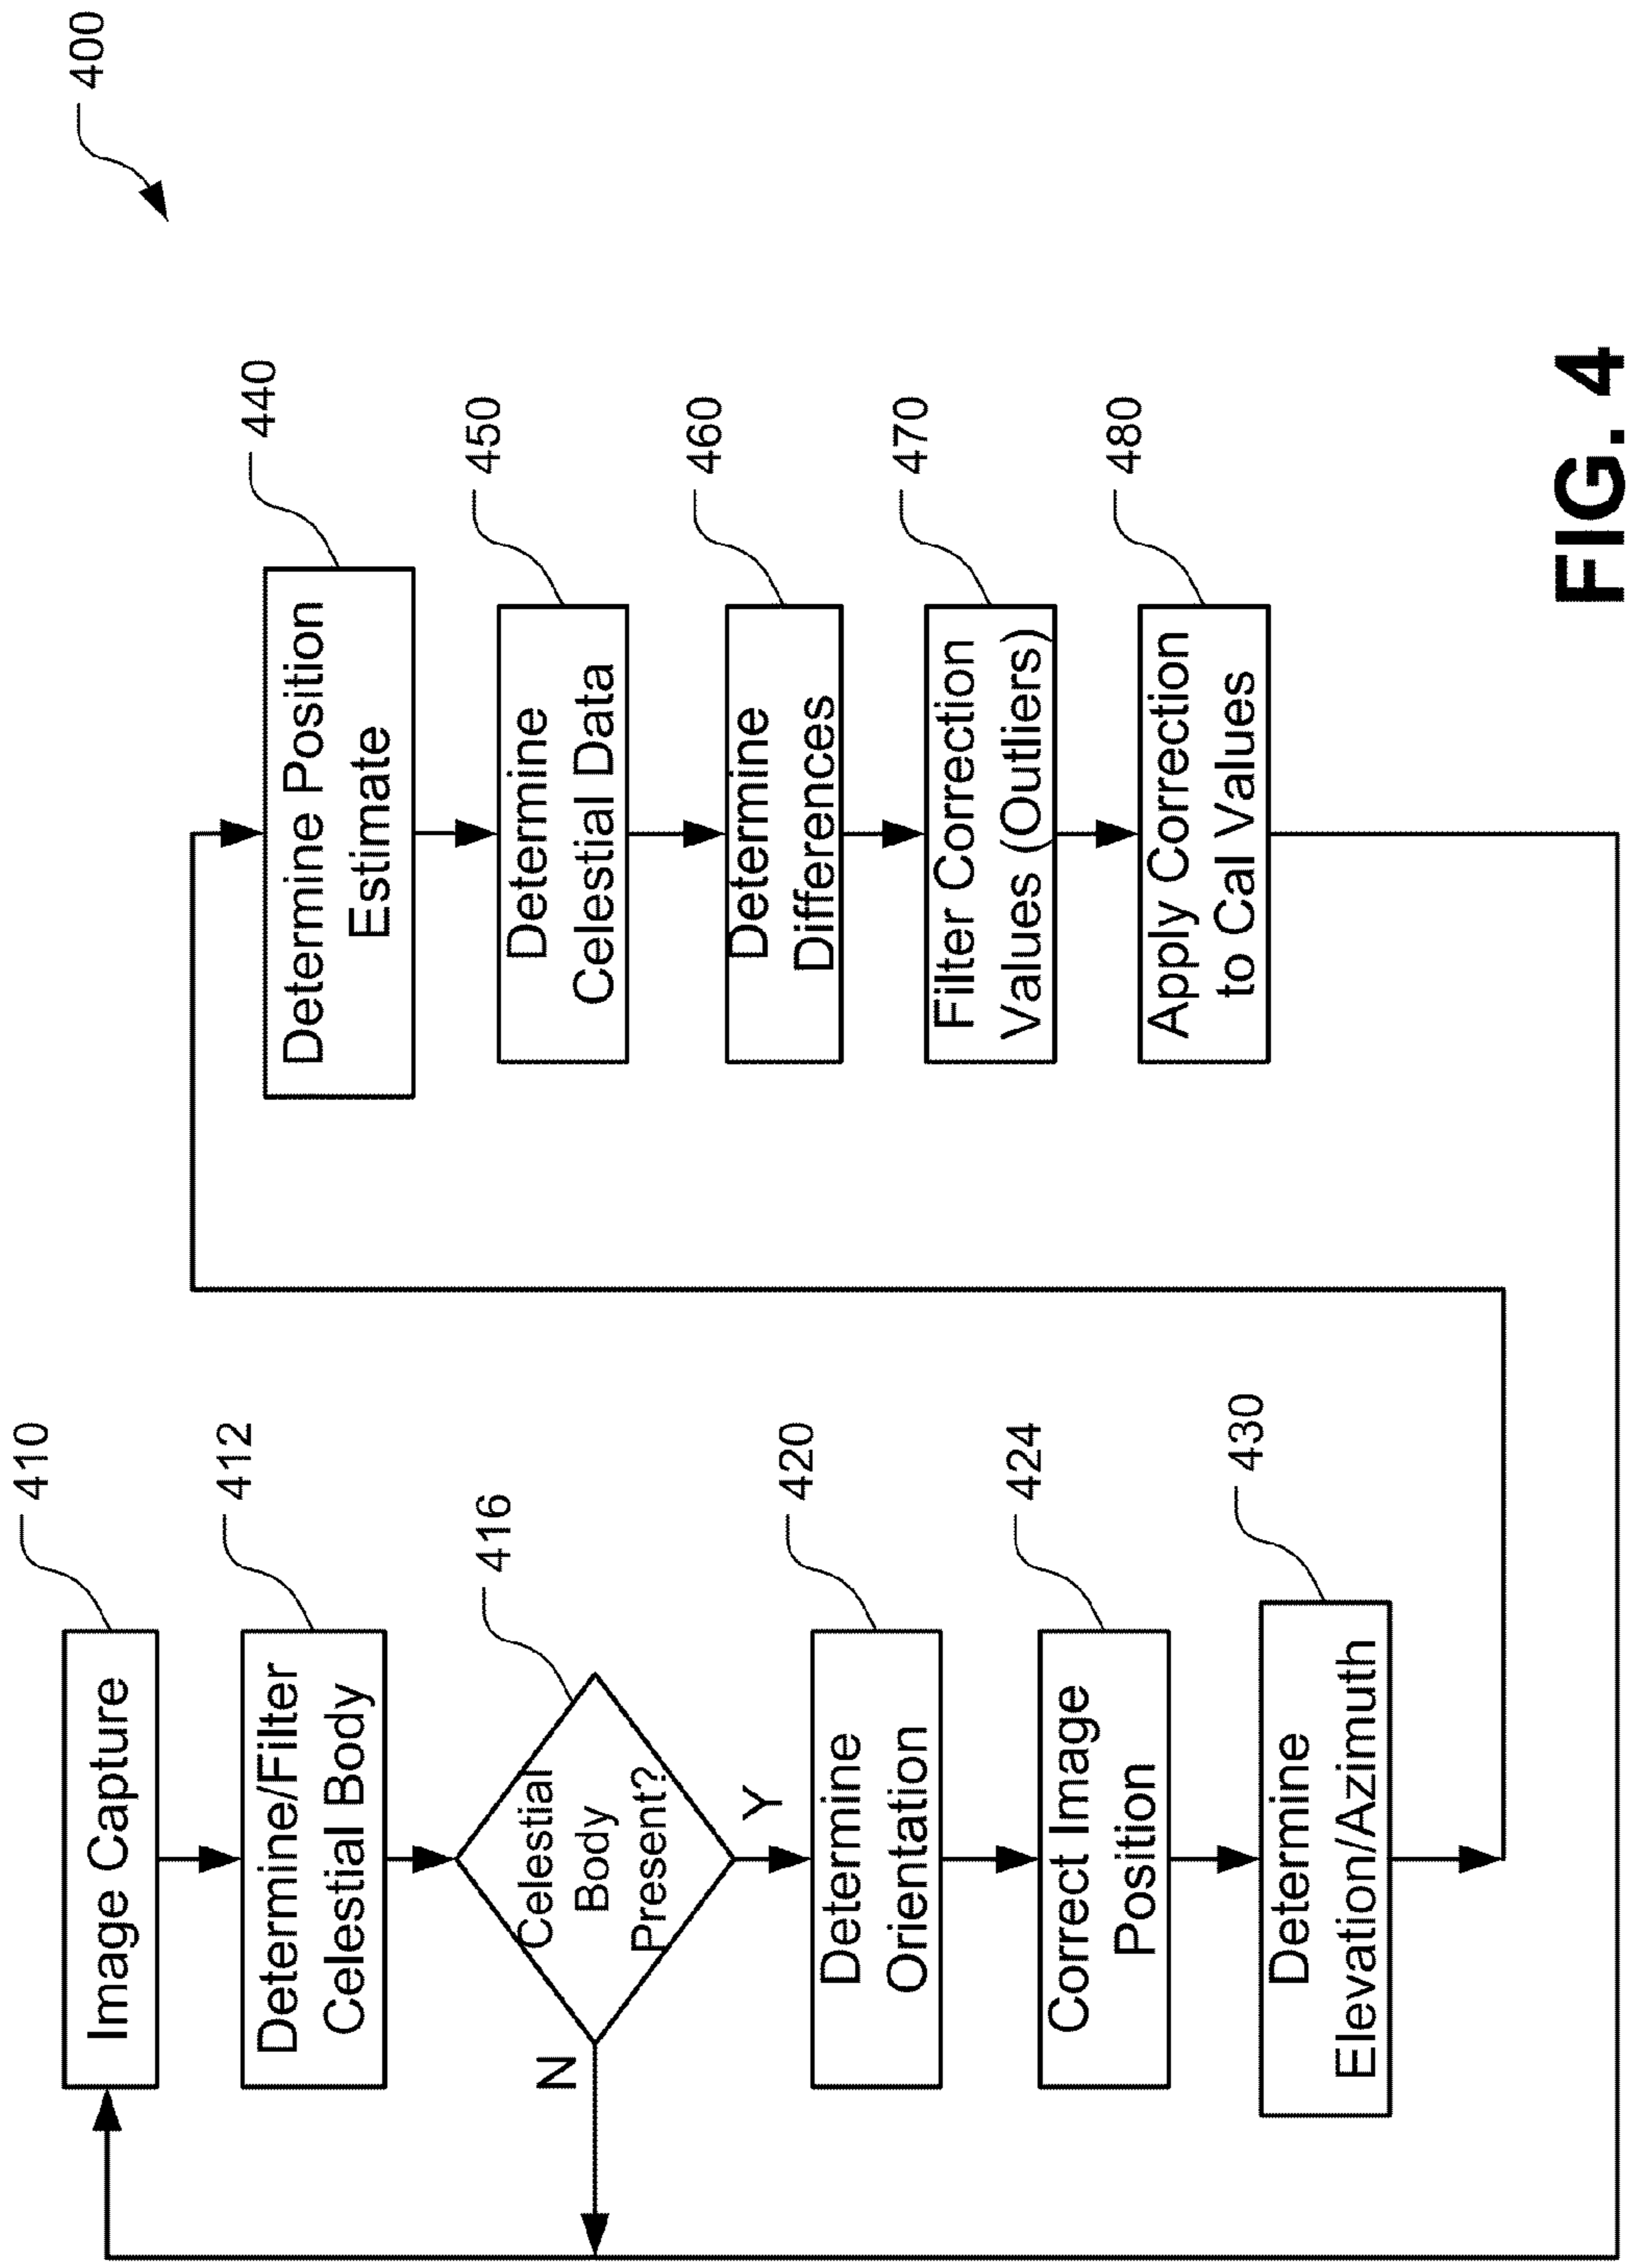 400
410
Image Capture
412
Determine/Filter
Celestial Body
416
Celestial
Body
Present?
N
Y
420
Determine
Orientation
424
Correct Image
Position
430
Determine
Elevation/Azimuth
440
Determine Position
Estimate
450
Determine
Celestial Data
460
Determine
Differences
470
Filter Correction
Values (Outliers)
480
Apply Correction
to Cal Values
FIG. 4